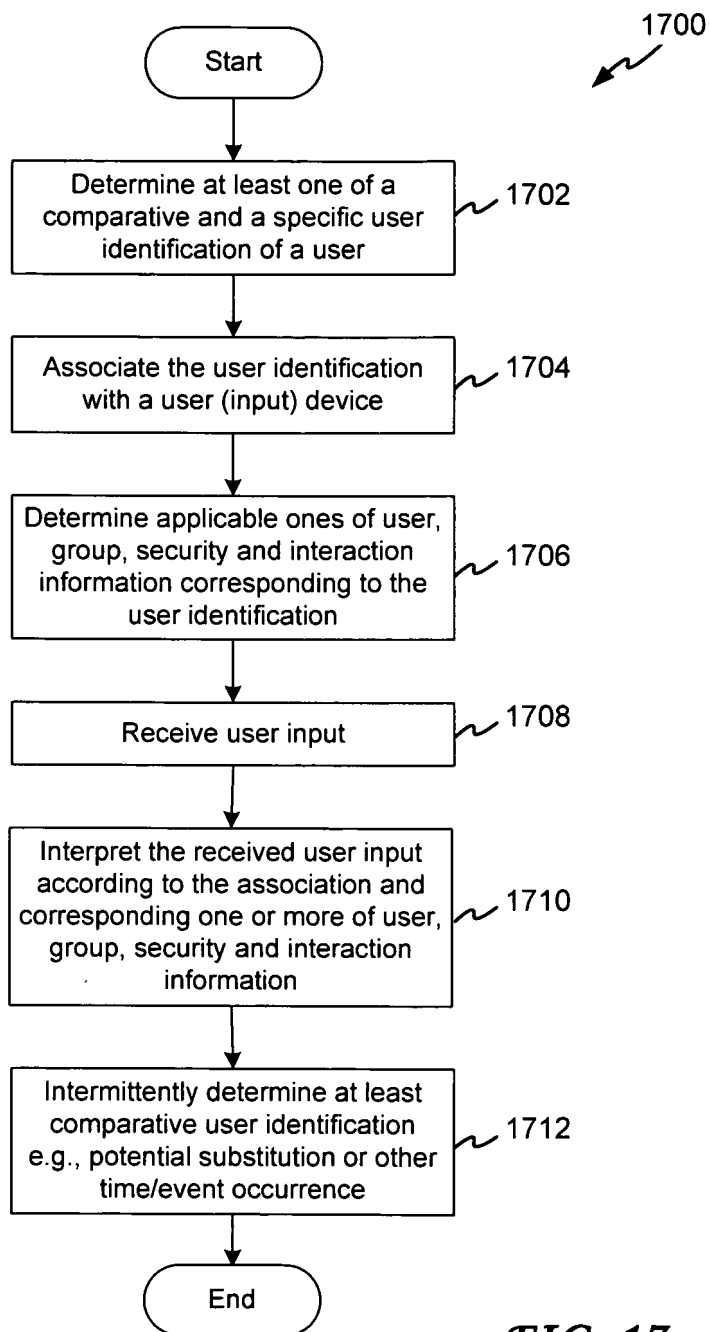 1700
Start
Determine at least one of a
comparative and a specific user
identification of a user
1702
Associate the user identification
with a user (input) device
1704
Determine applicable ones of user,
group, security and interaction
information corresponding to the
user identification
1706
Receive user input
1708
Interpret the received user input
according to the association and
corresponding one or more of user,
group, security and interaction
information
1710
Intermittently determine at least
comparative user identification
e.g., potential substitution or other
time/event occurrence
1712
End
FIG. 17